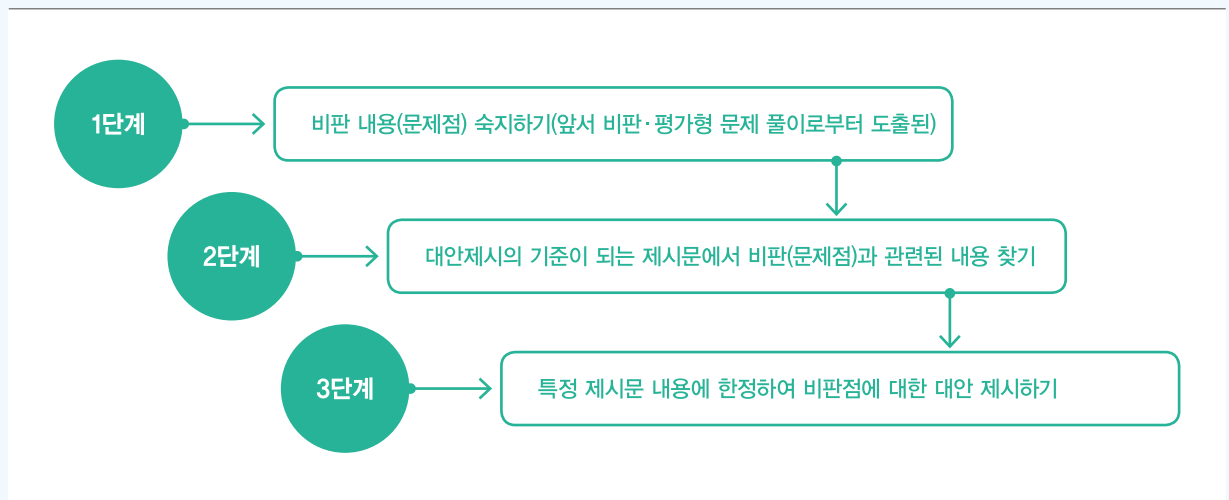 1단계
비판 내용(문제점) 숙지하기(앞서 비판·평가형 문제 풀이로부터 도출된)
2단계
대안제시의 기준이 되는 제시문에서 비판(문제점)과 관련된 내용 찾기
3단계
특정 제시문 내용에 한정하여 비판점에 대한 대안 제시하기